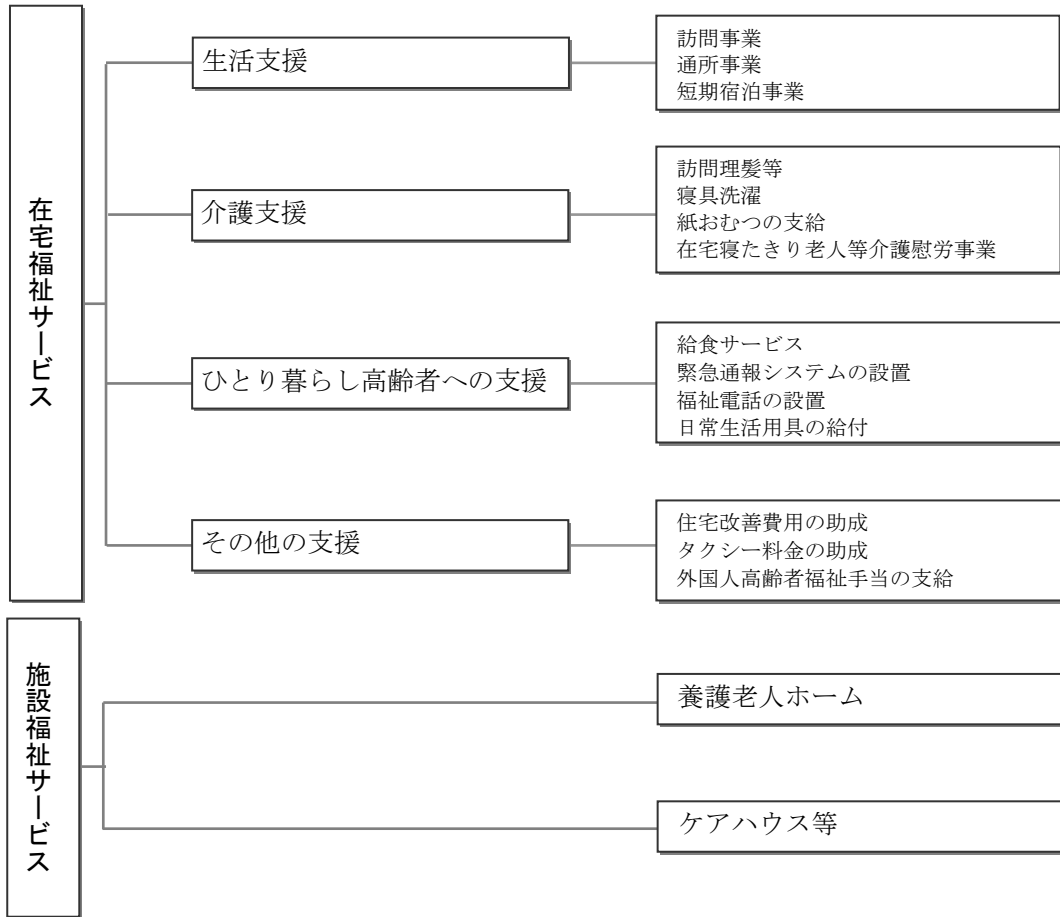 在宅福祉サービス
生活支援
訪問事業
通所事業
短期宿泊事業
介護支援
訪問理髪等
寝具洗濯
紙おむつの支給
在宅寝たきり老人等介護慰労事業
ひとり暮らし高齢者への支援
給食サービス
緊急通報システムの設置
福祉電話の設置
日常生活用具の給付
その他の支援
住宅改善費用の助成
タクシー料金の助成
外国人高齢者福祉手当の支給
施設福祉サービス
養護老人ホーム
ケアハウス等